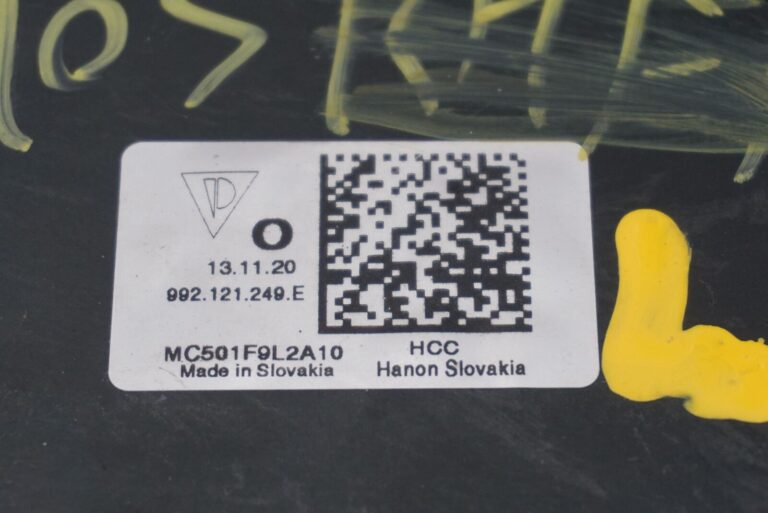 O
13.11.20
992.121.249.E
MC501F9L2A10
Made in Slovakia
HCC
Hanon Slovakia
L